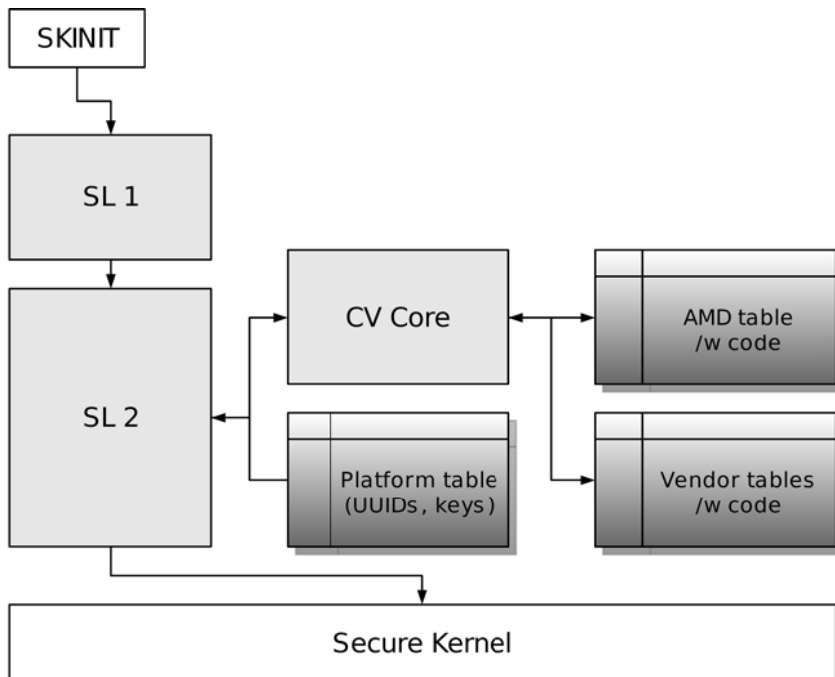 SKINIT
SL 1
SL 2
CV Core
AMD table
/w code
Platform table
(UUIDs, keys)
Vendor tables
/w code
Secure Kernel